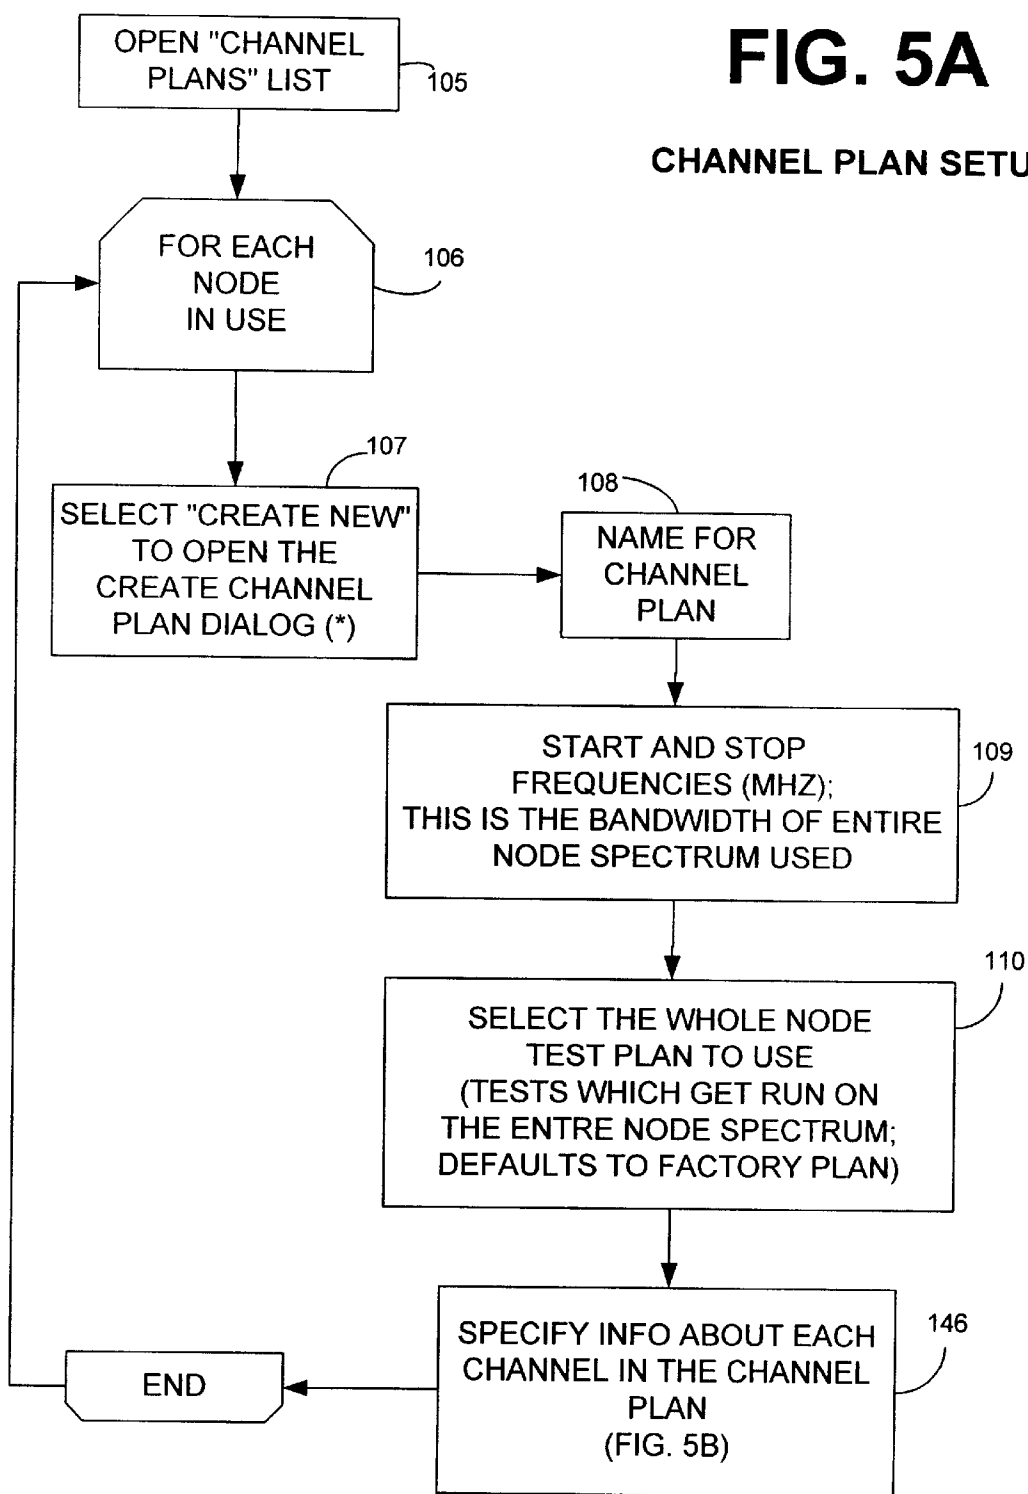 FIG. 5A
CHANNEL PLAN SETU
OPEN "CHANNEL
PLANS" LIST
105
FOR EACH
NODE
IN USE
106
107
SELECT "CREATE NEW"
TO OPEN THE
CREATE CHANNEL
PLAN DIALOG (*)
108
NAME FOR
CHANNEL
PLAN
START AND STOP
FREQUENCIES (MHZ);
THIS IS THE BANDWIDTH OF ENTIRE
NODE SPECTRUM USED
109
110
SELECT THE WHOLE NODE
TEST PLAN TO USE
(TESTS WHICH GET RUN ON
THE ENTRE NODE SPECTRUM;
DEFAULTS TO FACTORY PLAN)
SPECIFY INFO ABOUT EACH
CHANNEL IN THE CHANNEL
PLAN
(FIG. 5B)
146
END